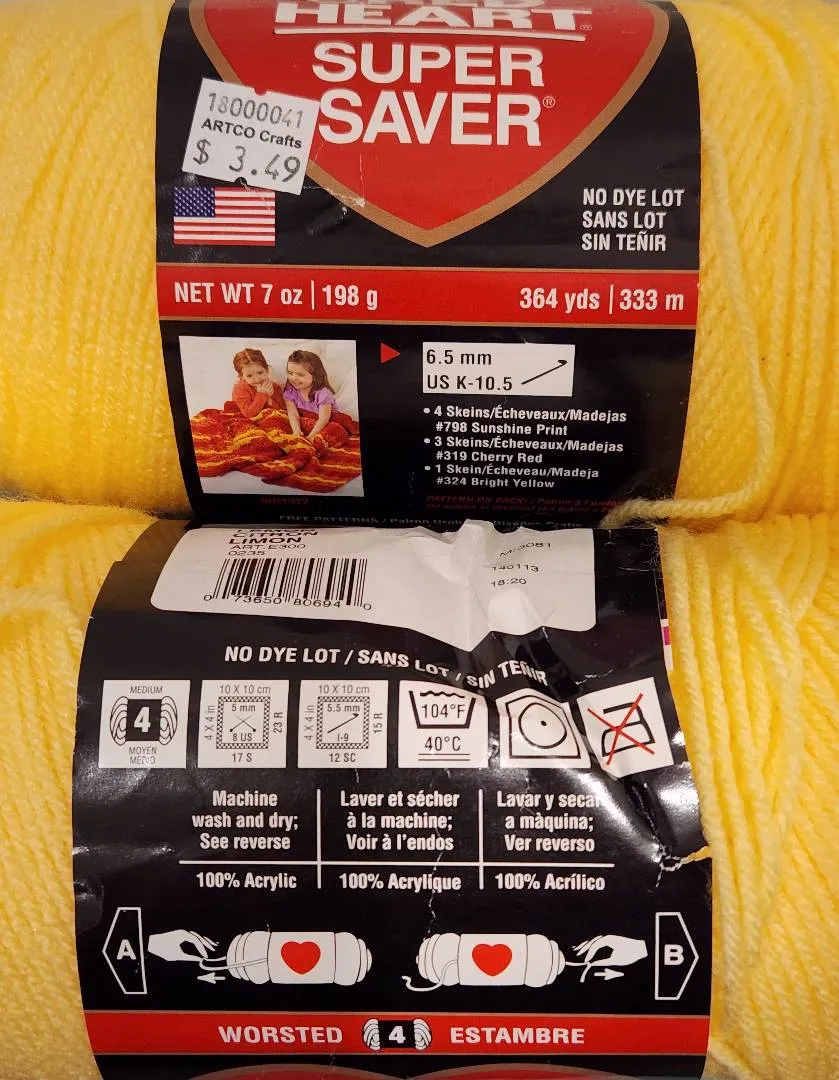 HEART®
SUPER
SAVER®
18000041
ARTCO Crafts
$ 3.49
NO DYE LOT
SANS LOT
SIN TEÑIR
NET WT 7 oz | 198 g
364 yds | 333 m
6.5 mm
US K-10.5
• 4 Skeins/Écheveaux/Madejas
#798 Sunshine Print
• 3 Skeins/Écheveaux/Madejas
#319 Cherry Red
• 1 Skein/Écheveau/Madeja
#324 Bright Yellow
CITRON
LIMON
ART.E300
0235
0 73650 80694 0
140113
18:20
NO DYE LOT / SANS LOT / SIN TEÑIR
MEDIUM
4
MOYEN
MEDIO
10 X 10 cm
4 X 4 in
5 mm
8 US
23 R
17 S
10 X 10 cm
4 X 4 in
5.5 mm
I-9
15 R
12 SC
104°F
40°C
Machine
wash and dry;
See reverse
Laver et sécher
à la machine;
Voir à l'endos
Lavar y secar
a màquina;
Ver reverso
100% Acrylic
100% Acrylique
100% Acrílico
A
B
WORSTED 4 ESTAMBRE